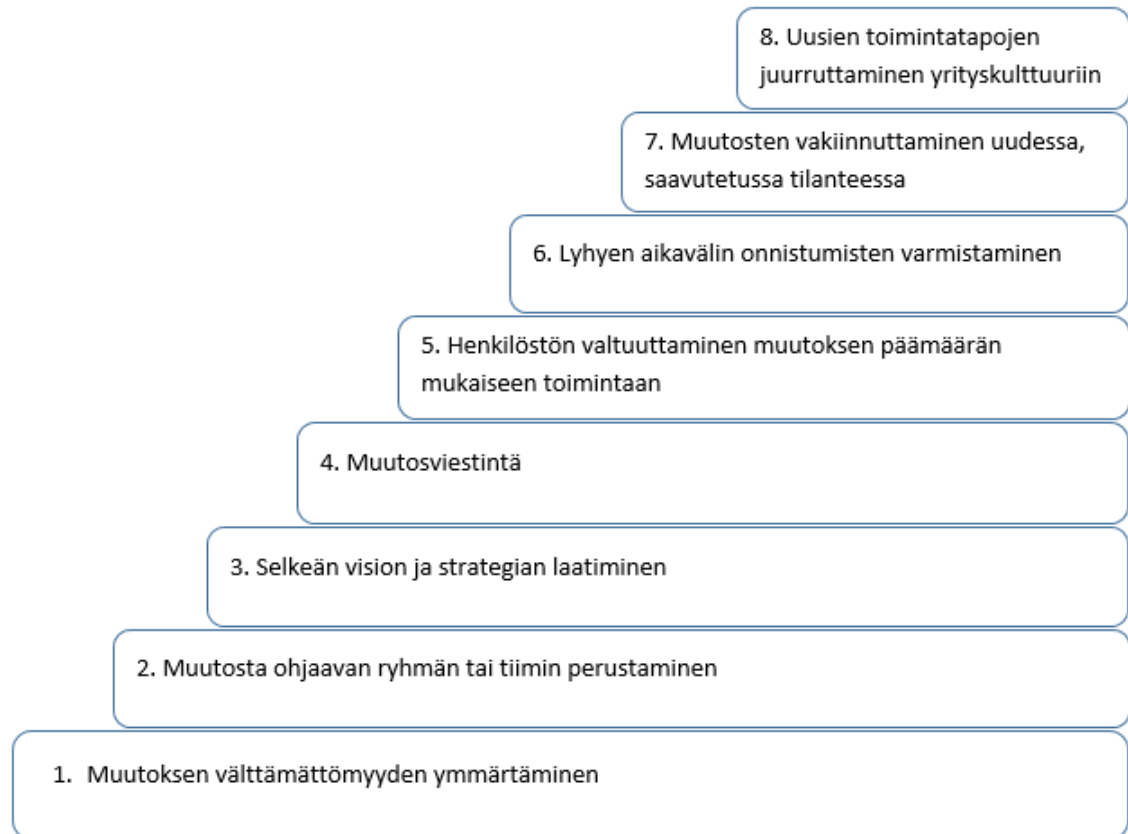 8. Uusien toimintatapojen
juurruttaminen yrityskulttuuriin
7. Muutosten vakiinnuttaminen uudessa,
saavutetussa tilanteessa
6. Lyhyen aikavälin onnistumisten varmistaminen
5. Henkilöstön valtuuttaminen muutoksen päämäärän
mukaiseen toimintaan
4. Muutosviestintä
3. Selkeän vision ja strategian laatiminen
2. Muutosta ohjaavan ryhmän tai tiimin perustaminen
1. Muutoksen välttämättömyyden ymmärtäminen